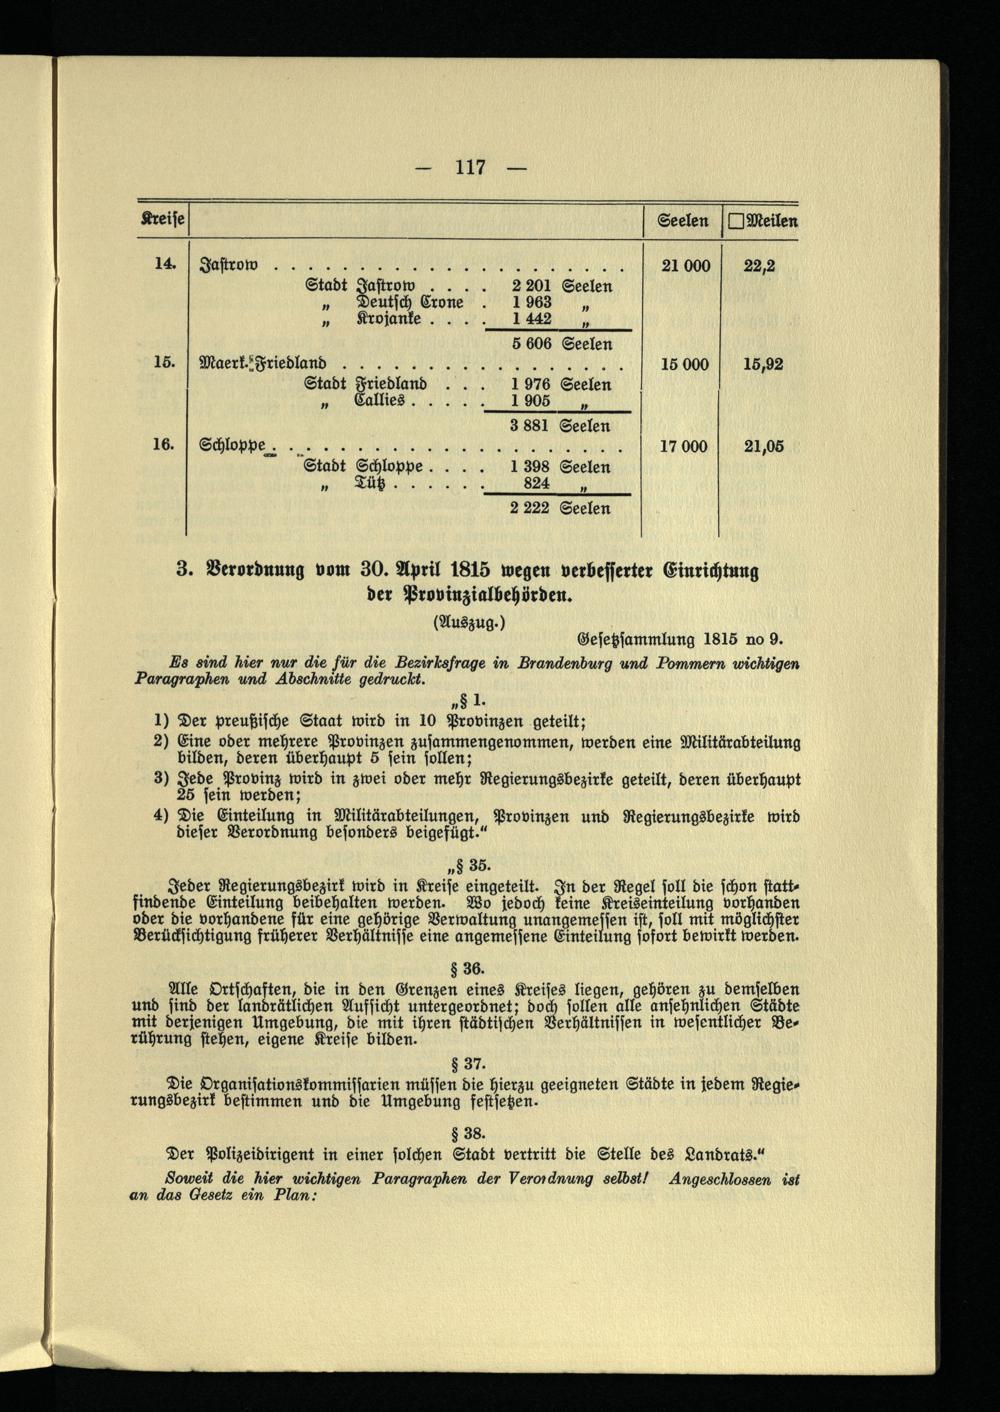 — 117 —
Kreise Seelen □Meilen
14. Jastrow . . . . . . . . . . . . . . . . . . . . . 21 000 22,2
Stadt Jastrow . . . . 2 201 Seelen
„ Deutsch Crone . 1 963 „
„ Krojanke . . . . 1 442 „
5 606 Seelen
15. Maerk.-Friedland . . . . . . . . . . . . . . . . . 15 000 15,92
Stadt Friedland . . . 1 976 Seelen
„ Callies . . . . . 1 905 „
3 881 Seelen
16. Schloppe . . . . . . . . . . . . . . . . . . . . . 17 000 21,05
Stadt Schloppe . . . . 1 398 Seelen
„ Tütz . . . . . . 824 „
2 222 Seelen
3. Verordnung vom 30. April 1815 wegen verbesserter Einrichtung
der Provinzialbehörden.
(Auszug.)
Gesetzsammlung 1815 no 9.
Es sind hier nur die für die Bezirksfrage in Brandenburg und Pommern wichtigen
Paragraphen und Abschnitte gedruckt.
„§ 1.
1) Der preußische Staat wird in 10 Provinzen geteilt;
2) Eine oder mehrere Provinzen zusammengenommen, werden eine Militärabteilung
bilden, deren überhaupt 5 sein sollen;
3) Jede Provinz wird in zwei oder mehr Regierungsbezirke geteilt, deren überhaupt
25 sein werden;
4) Die Einteilung in Militärabteilungen, Provinzen und Regierungsbezirke wird
dieser Verordnung besonders beigefügt.“
„§ 35.
Jeder Regierungsbezirk wird in Kreise eingeteilt. In der Regel soll die schon statt-
findende Einteilung beibehalten werden. Wo jedoch keine Kreiseinteilung vorhanden
oder die vorhandene für eine gehörige Verwaltung unangemessen ist, soll mit möglichster
Berücksichtigung früherer Verhältnisse eine angemessene Einteilung sofort bewirkt werden.
§ 36.
Alle Ortschaften, die in den Grenzen eines Kreises liegen, gehören zu demselben
und sind der landrätlichen Aufsicht untergeordnet; doch sollen alle ansehnlichen Städte
mit derjenigen Umgebung, die mit ihren städtischen Verhältnissen in wesentlicher Be-
rührung stehen, eigene Kreise bilden.
§ 37.
Die Organisationskommissarien müssen die hierzu geeigneten Städte in jedem Regie-
rungsbezirk bestimmen und die Umgebung festsetzen.
§ 38.
Der Polizeidirigent in einer solchen Stadt vertritt die Stelle des Landrats.“
Soweit die hier wichtigen Paragraphen der Verordnung selbst! Angeschlossen ist
an das Gesetz ein Plan: